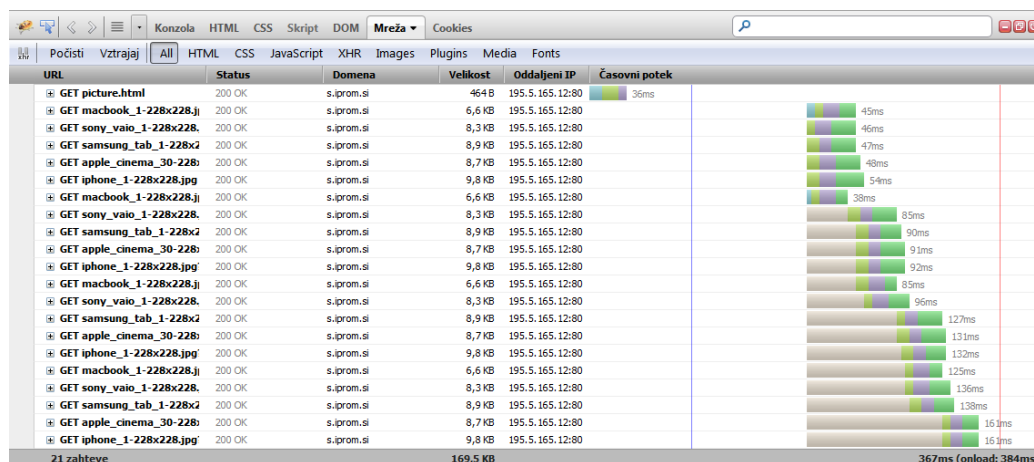 Konzola HTML CSS Skript DOM Mreža Cookies
Počisti Vztrajaj All HTML CSS JavaScript XHR Images Plugins Media Fonts
URL Status Domena Velikost Oddaljeni IP Časovni potek
GET picture.html 200 OK s.iprom.si 464 B 195.5.165.12:80 36ms
GET macbook_1-228x228.j 200 OK s.iprom.si 6,6 KB 195.5.165.12:80 45ms
GET sony_vaio_1-228x228. 200 OK s.iprom.si 8,3 KB 195.5.165.12:80 46ms
GET samsung_tab_1-228x2 200 OK s.iprom.si 8,9 KB 195.5.165.12:80 47ms
GET apple_cinema_30-228x 200 OK s.iprom.si 8,7 KB 195.5.165.12:80 48ms
GET iphone_1-228x228.jpg 200 OK s.iprom.si 9,8 KB 195.5.165.12:80 54ms
GET macbook_1-228x228.j 200 OK s.iprom.si 6,6 KB 195.5.165.12:80 38ms
GET sony_vaio_1-228x228. 200 OK s.iprom.si 8,3 KB 195.5.165.12:80 85ms
GET samsung_tab_1-228x2 200 OK s.iprom.si 8,9 KB 195.5.165.12:80 90ms
GET apple_cinema_30-228x 200 OK s.iprom.si 8,7 KB 195.5.165.12:80 91ms
GET iphone_1-228x228.jpg? 200 OK s.iprom.si 9,8 KB 195.5.165.12:80 92ms
GET macbook_1-228x228.j 200 OK s.iprom.si 6,6 KB 195.5.165.12:80 85ms
GET sony_vaio_1-228x228. 200 OK s.iprom.si 8,3 KB 195.5.165.12:80 96ms
GET samsung_tab_1-228x2 200 OK s.iprom.si 8,9 KB 195.5.165.12:80 127ms
GET apple_cinema_30-228x 200 OK s.iprom.si 8,7 KB 195.5.165.12:80 131ms
GET iphone_1-228x228.jpg? 200 OK s.iprom.si 9,8 KB 195.5.165.12:80 132ms
GET macbook_1-228x228.j 200 OK s.iprom.si 6,6 KB 195.5.165.12:80 125ms
GET sony_vaio_1-228x228. 200 OK s.iprom.si 8,3 KB 195.5.165.12:80 136ms
GET samsung_tab_1-228x2 200 OK s.iprom.si 8,9 KB 195.5.165.12:80 138ms
GET apple_cinema_30-228x 200 OK s.iprom.si 8,7 KB 195.5.165.12:80 161ms
GET iphone_1-228x228.jpg? 200 OK s.iprom.si 9,8 KB 195.5.165.12:80 161ms
21 zahteve 169,5 KB 367ms (onload: 384ms